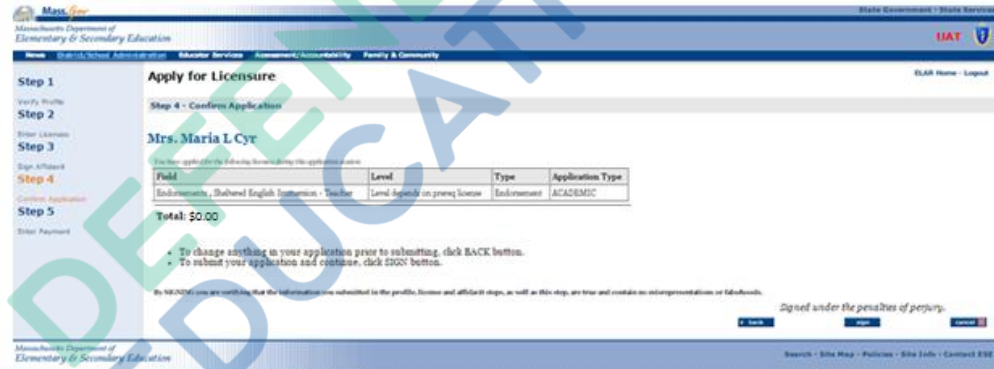 Mass.Gov
State Government - State Services
Massachusetts Department of
Elementary & Secondary Education
UAT
News District/School Administration Educator Services Assessment/Accountability Family & Community
Step 1
Apply for Licensure
ELAR Home - Logout
Verify Profile
Step 2
Step 4 - Confirm Application
Enter Licenses
Step 3
Mrs. Maria L Cyr
Sign Affidavit
You have applied for the following licenses during this application session
Step 4
Field Level Type Application Type
Confirm Application
Endorsements , Sheltered English Instruction - Teacher Level depends on prereq license Endorsement ACADEMIC
Step 5
Total: $0.00
Enter Payment
• To change anything in your application prior to submitting, click BACK button.
• To submit your application and continue, click SIGN button.
By SIGNING you are verifying that the information you submitted in the profile, license and affidavit steps, as well as this step, are true and contain no misrepresentations or falsehoods.
Signed under the penalties of perjury.
back sign cancel
Massachusetts Department of
Elementary & Secondary Education
Search - Site Map - Policies - Site Info - Contact ESE
DEFEN
EDUCATI